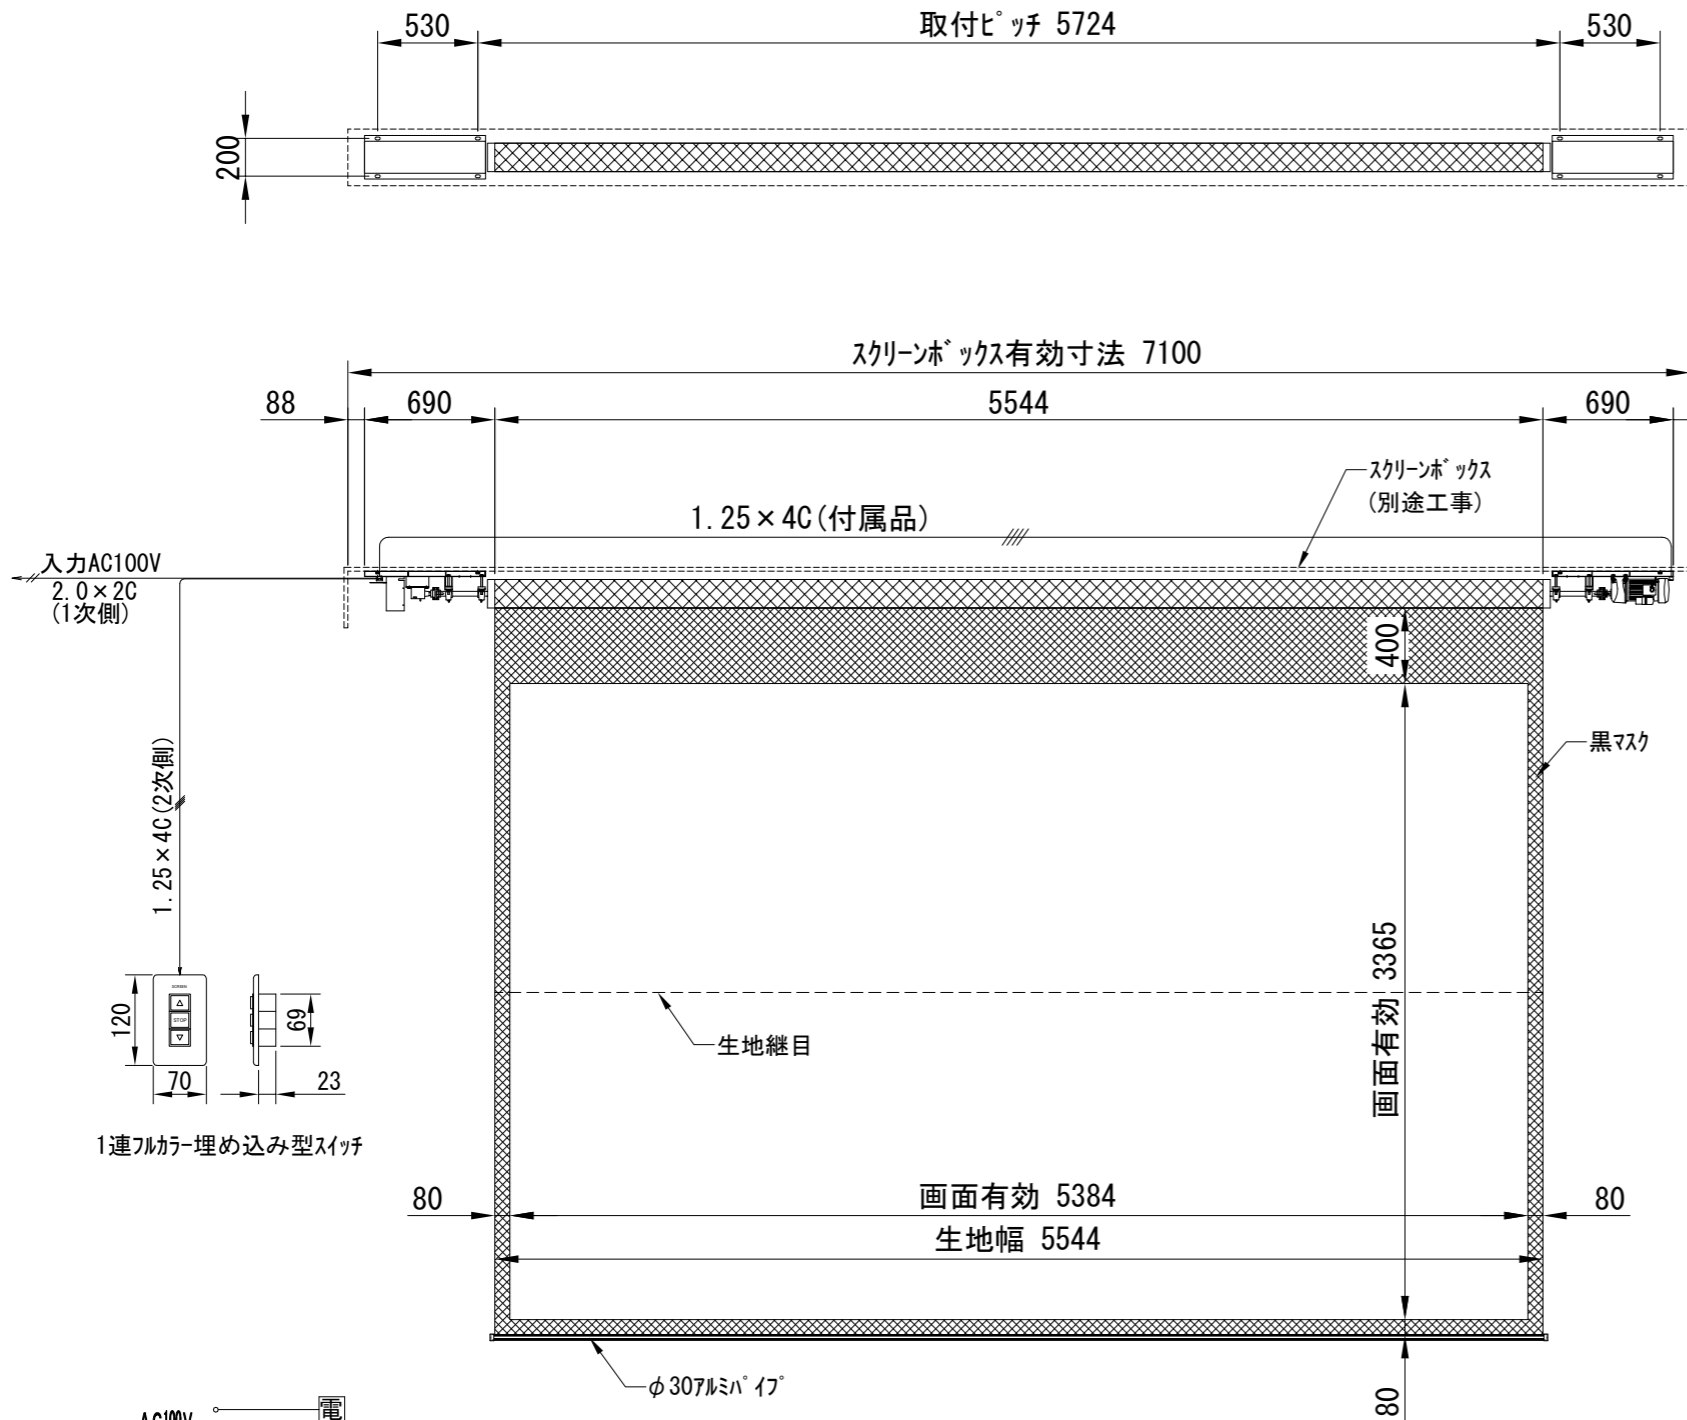 530
取付ピッチ 5724
530
200
スクリーンボックス有効寸法 7100
88
690
5544
690
スクリーンボックス
(別途工事)
1.25×4C(付属品)
入力AC100V
2.0×2C
(1次側)
400
黒マスク
1.25×4C(2次側)
画面有効 3365
SCREEN
STOP
120
69
70
23
生地継目
1連フルカラー埋め込み型スイッチ
80
画面有効 5384
80
生地幅 5544
φ30アルミパイプ
80
AC100V
電